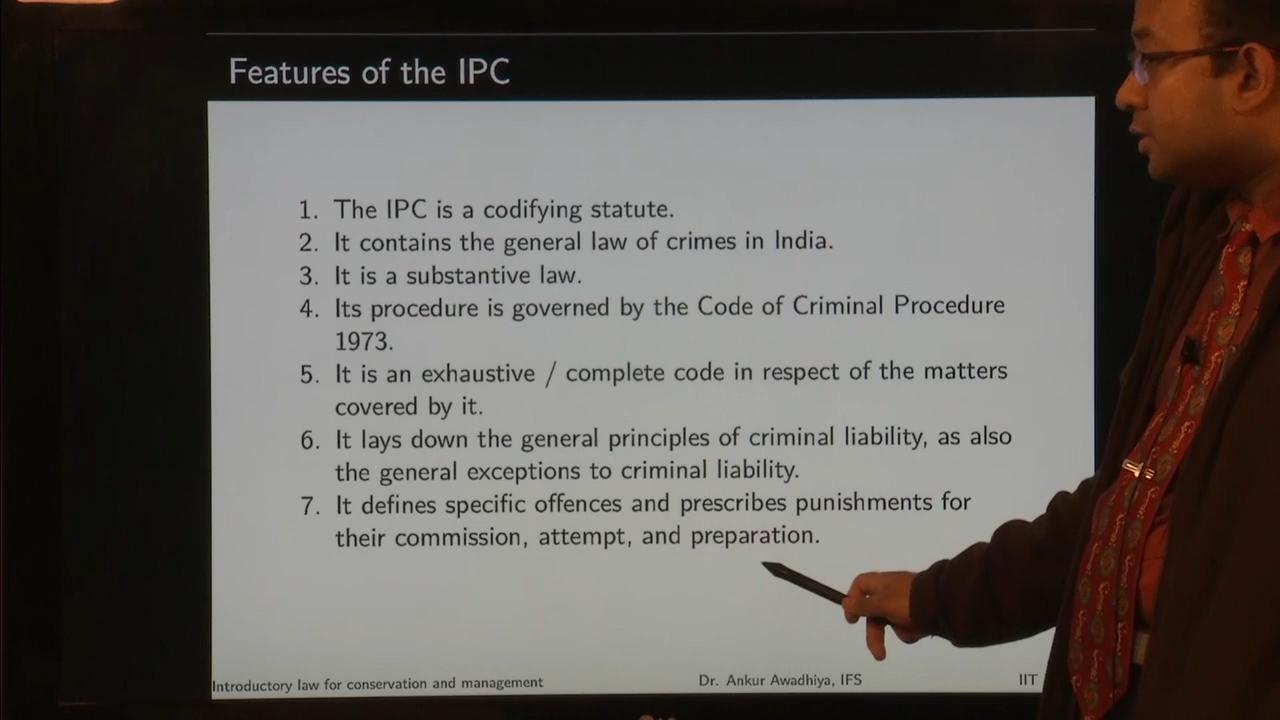 Features of the IPC
1. The IPC is a codifying statute.
2. It contains the general law of crimes in India.
3. It is a substantive law.
4. Its procedure is governed by the Code of Criminal Procedure
1973.
5. It is an exhaustive / complete code in respect of the matters
covered by it.
6. It lays down the general principles of criminal liability, as also
the general exceptions to criminal liability.
7. It defines specific offences and prescribes punishments for
their commission, attempt, and preparation.
Introductory law for conservation and management Dr. Ankur Awadhiya, IFS IIT